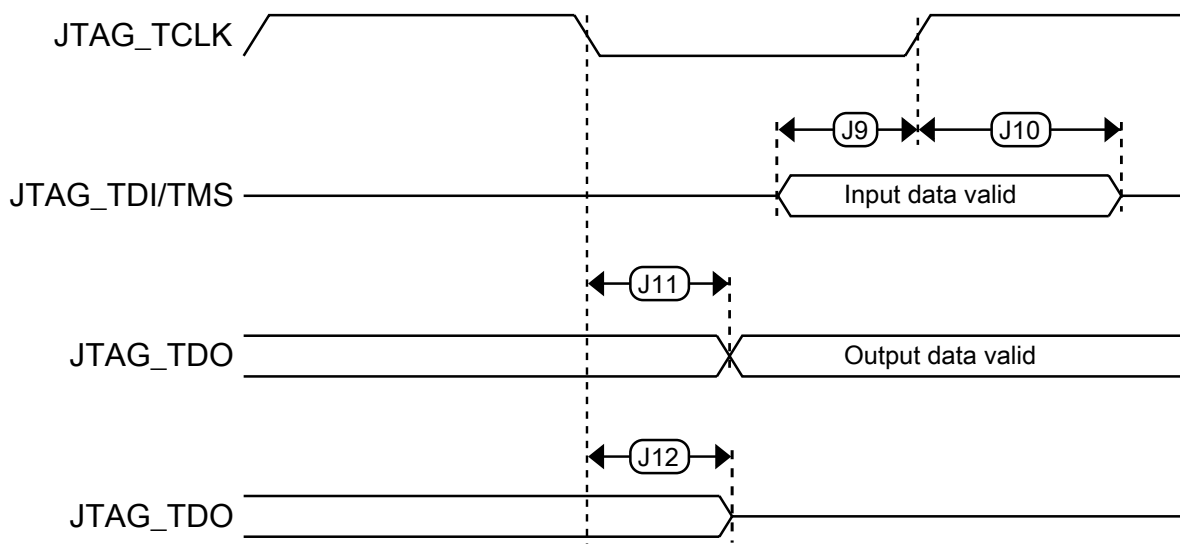 JTAG_TCLK
J9
J10
JTAG_TDI/TMS
Input data valid
J11
JTAG_TDO
Output data valid
J12
JTAG_TDO